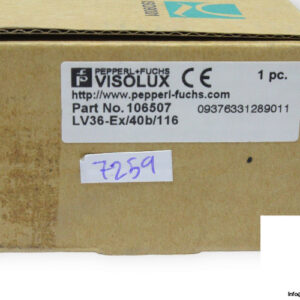 PEPPERL+FUCHS
VISOLUX CE 1 pc.
http://www.pepperl-fuchs.com
Part No. 106507 09376331289011
LV36-Ex/40b/116
7259